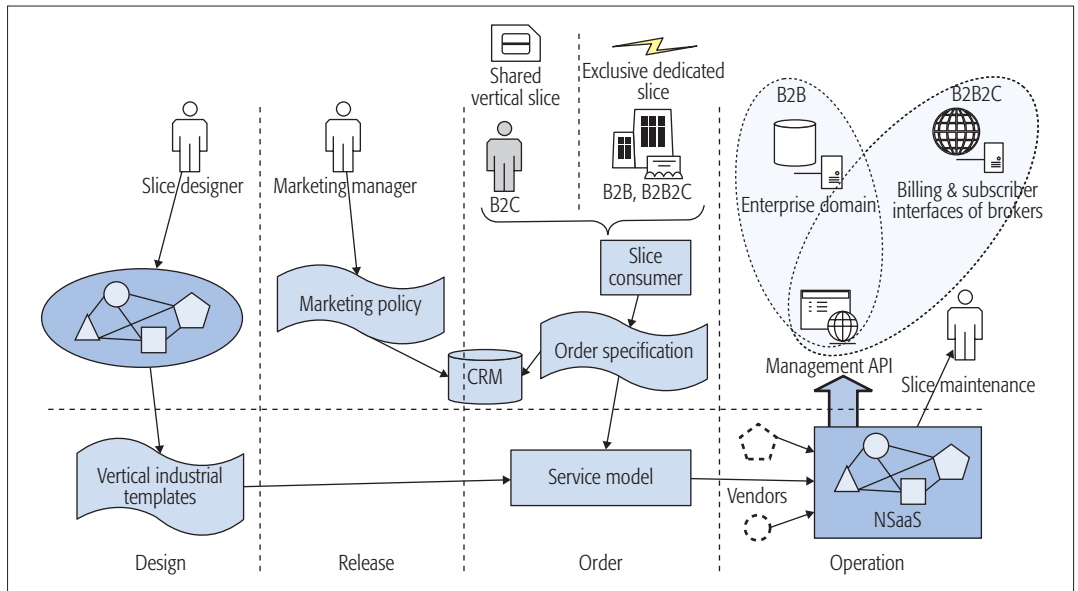 Shared
vertical slice
Exclusive dedicated
slice
B2B
B2B2C
Slice designer
Marketing manager
B2C
B2B, B2B2C
Enterprise domain
Billing & subscriber
interfaces of brokers
Slice
consumer
Marketing policy
Order specification
CRM
Management API
Slice maintenance
Vertical industrial
templates
Service model
Vendors
NSaaS
Design
Release
Order
Operation